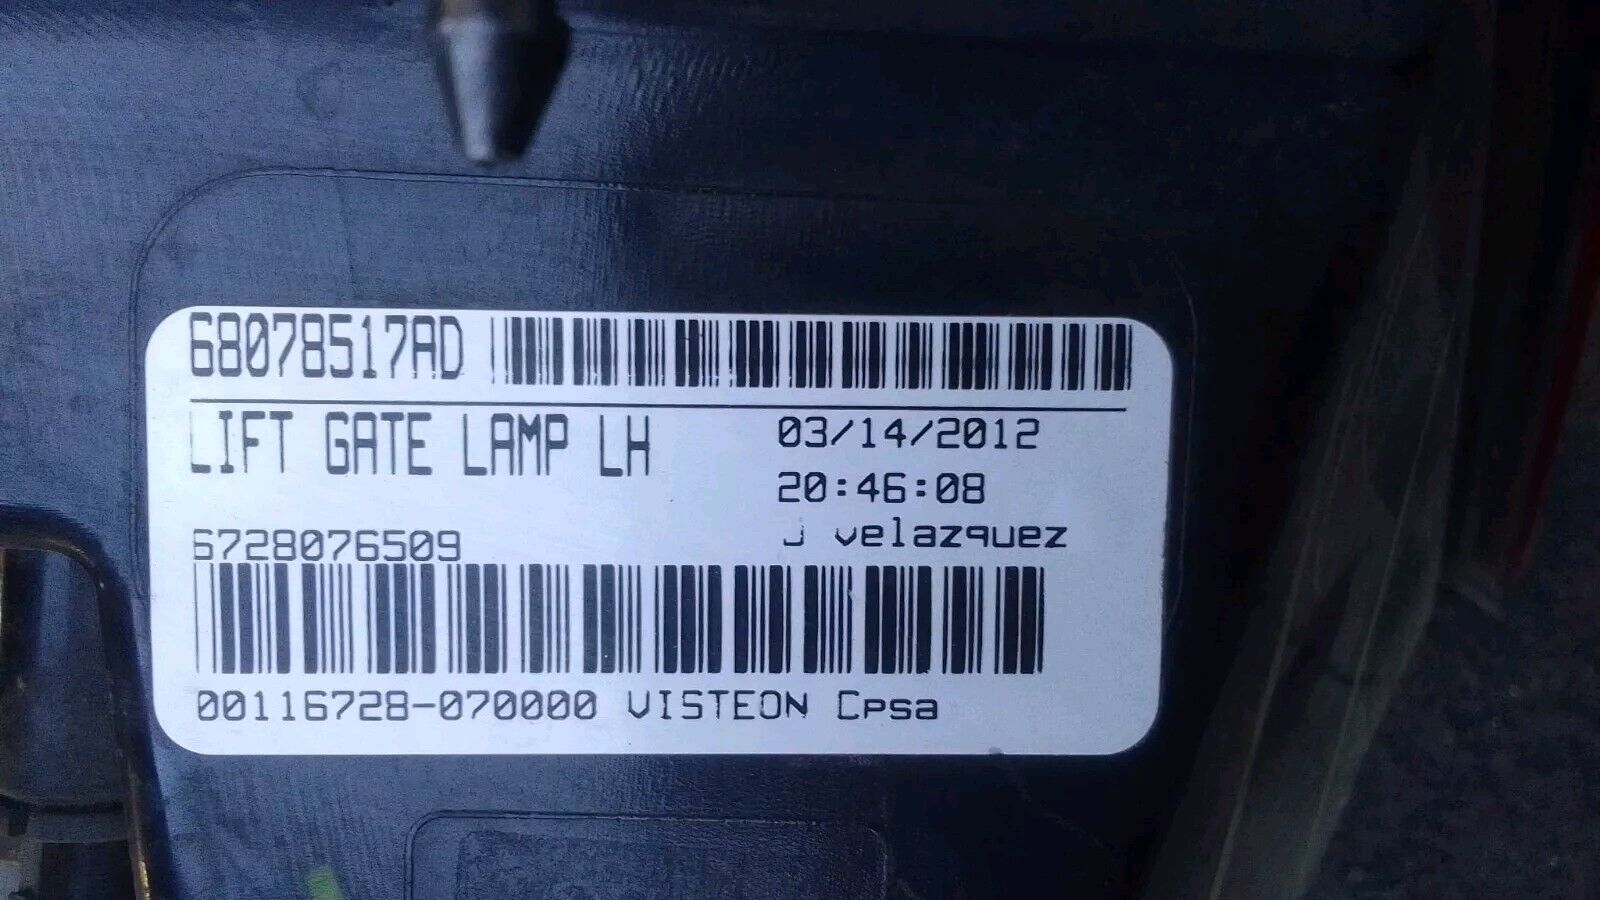 68078517AD
LIFT GATE LAMP LH
03/14/2012
20:46:08
6728076509
J velazquez
00116728-070000 VISTEON Cpsa